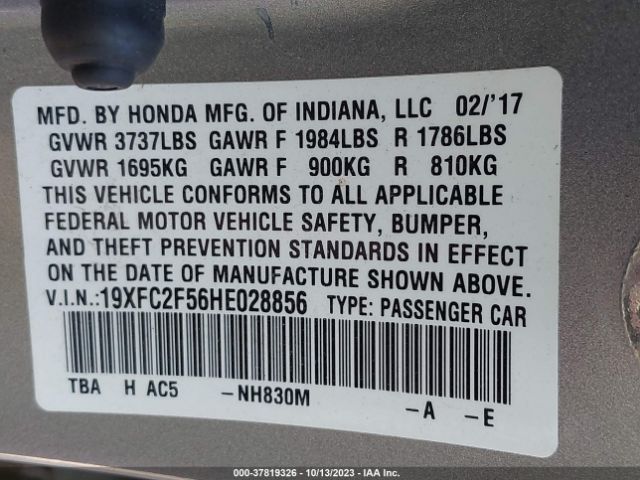 MFD. BY HONDA MFG. OF INDIANA, LLC 02/'17
GVWR 3737LBS GAWR F 1984LBS R 1786LBS
GVWR 1695KG GAWR F 900KG R 810KG
THIS VEHICLE CONFORMS TO ALL APPLICABLE
FEDERAL MOTOR VEHICLE SAFETY, BUMPER,
AND THEFT PREVENTION STANDARDS IN EFFECT
ON THE DATE OF MANUFACTURE SHOWN ABOVE.
V.I.N.:19XFC2F56HE028856 TYPE: PASSENGER CAR
TBA H AC5 -NH830M -A -E
000-37819326 | 10/13/2023 | IAA Inc.